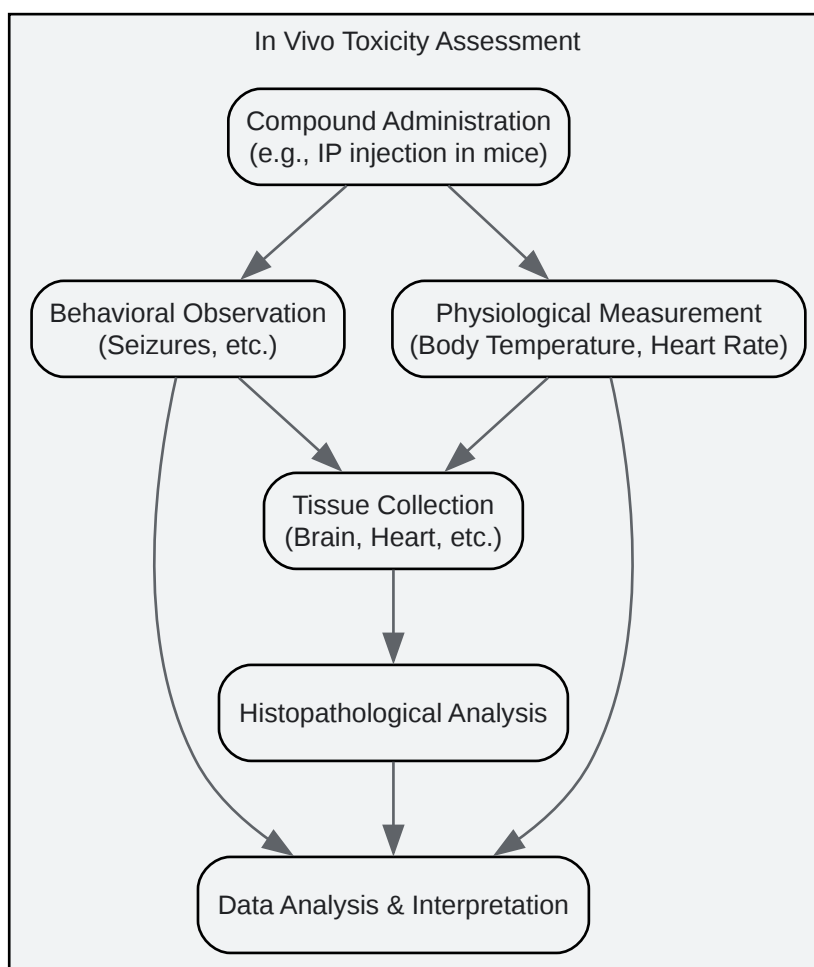 In Vivo Toxicity Assessment
Compound Administration
(e.g., IP injection in mice)
Behavioral Observation
(Seizures, etc.)
Physiological Measurement
(Body Temperature, Heart Rate)
Tissue Collection
(Brain, Heart, etc.)
Histopathological Analysis
Data Analysis & Interpretation